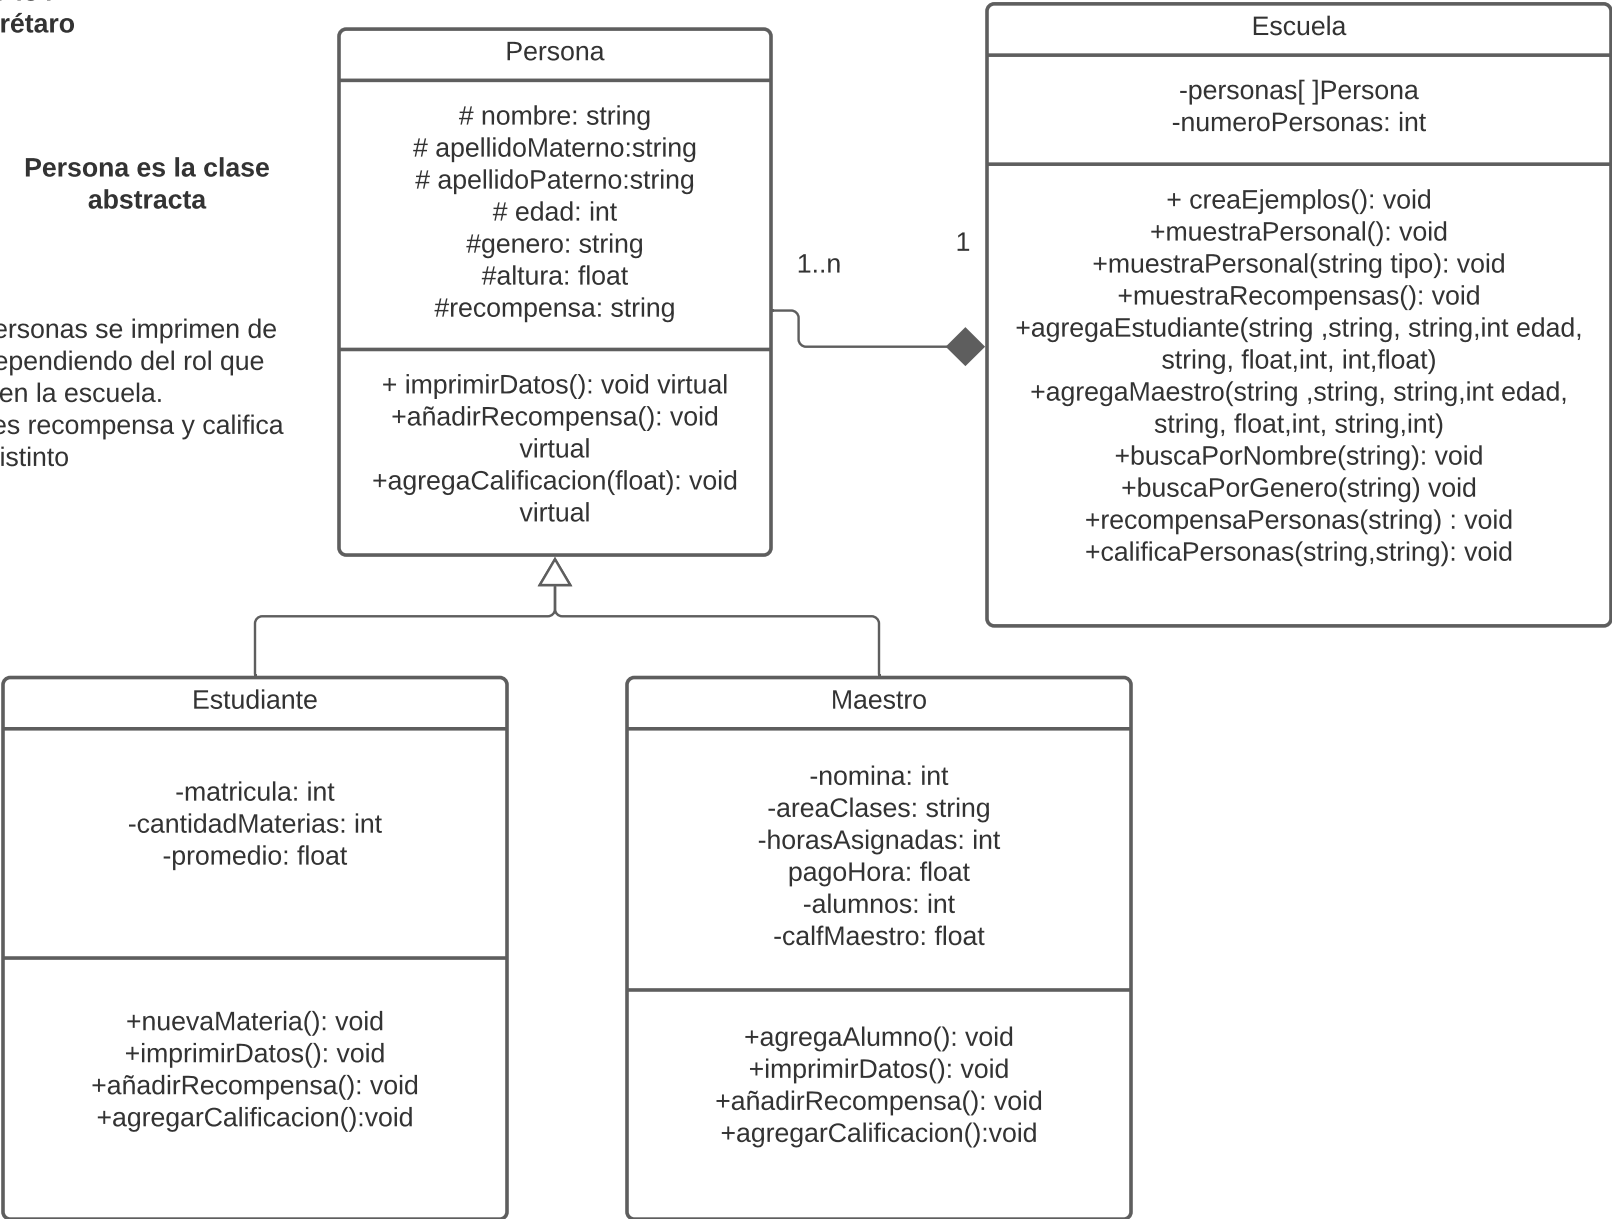 rétaro
Persona es la clase
abstracta
ersonas se imprimen de
ependiendo del rol que
en la escuela.
es recompensa y califica
istinto
Persona
# nombre: string
# apellidoMaterno:string
# apellidoPaterno:string
# edad: int
#genero: string
#altura: float
#recompensa: string
+ imprimirDatos(): void virtual
+añadirRecompensa(): void
virtual
+agregaCalificacion(float): void
virtual
1..n
1
Escuela
-personas[ ]Persona
-numeroPersonas: int
+ creaEjemplos(): void
+muestraPersonal(): void
+muestraPersonal(string tipo): void
+muestraRecompensas(): void
+agregaEstudiante(string ,string, string,int edad,
string, float,int, int,float)
+agregaMaestro(string ,string, string,int edad,
string, float,int, string,int)
+buscaPorNombre(string): void
+buscaPorGenero(string) void
+recompensaPersonas(string) : void
+calificaPersonas(string,string): void
Estudiante
-matricula: int
-cantidadMaterias: int
-promedio: float
+nuevaMateria(): void
+imprimirDatos(): void
+añadirRecompensa(): void
+agregarCalificacion():void
Maestro
-nomina: int
-areaClases: string
-horasAsignadas: int
pagoHora: float
-alumnos: int
-calfMaestro: float
+agregaAlumno(): void
+imprimirDatos(): void
+añadirRecompensa(): void
+agregarCalificacion():void